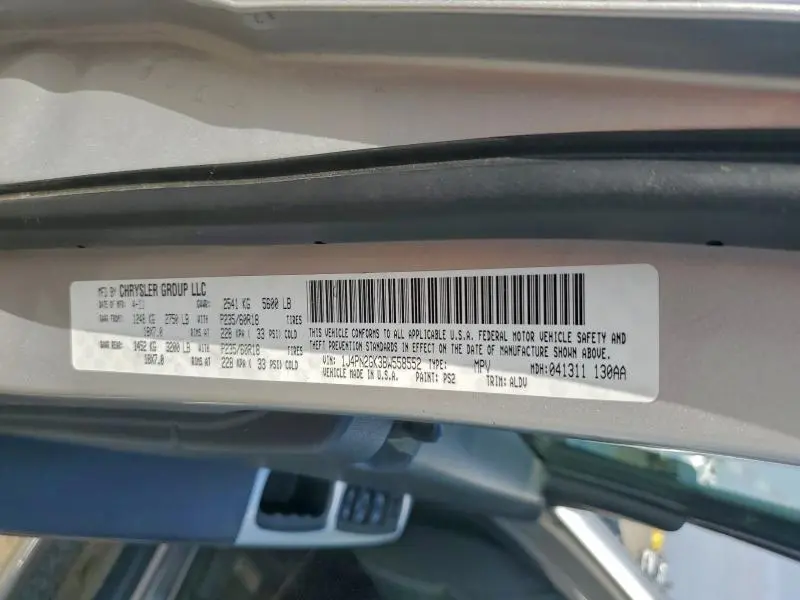 MFD BY CHRYSLER GROUP LLC
DATE OF MFD: 4-11 GVWR: 2541 KG 5600 LB
GAWR FRONT: 1248 KG 2750 LB WITH P235/60R18 TIRES
18X7.0 RIMS AT 228 KPA ( 33 PSI) COLD
GAWR REAR: 1452 KG 3200 LB WITH P235/60R18 TIRES
18X7.0 RIMS AT 228 KPA ( 33 PSI) COLD
THIS VEHICLE CONFORMS TO ALL APPLICABLE U.S.A. FEDERAL MOTOR VEHICLE SAFETY AND
THEFT PREVENTION STANDARDS IN EFFECT ON THE DATE OF MANUFACTURE SHOWN ABOVE.
VIN: 1J4PN2GK3BW558552 TYPE: MPV MDH: 041311 130AA
VEHICLE MADE IN U.S.A. PAINT: PS2 TRIM: ALDV